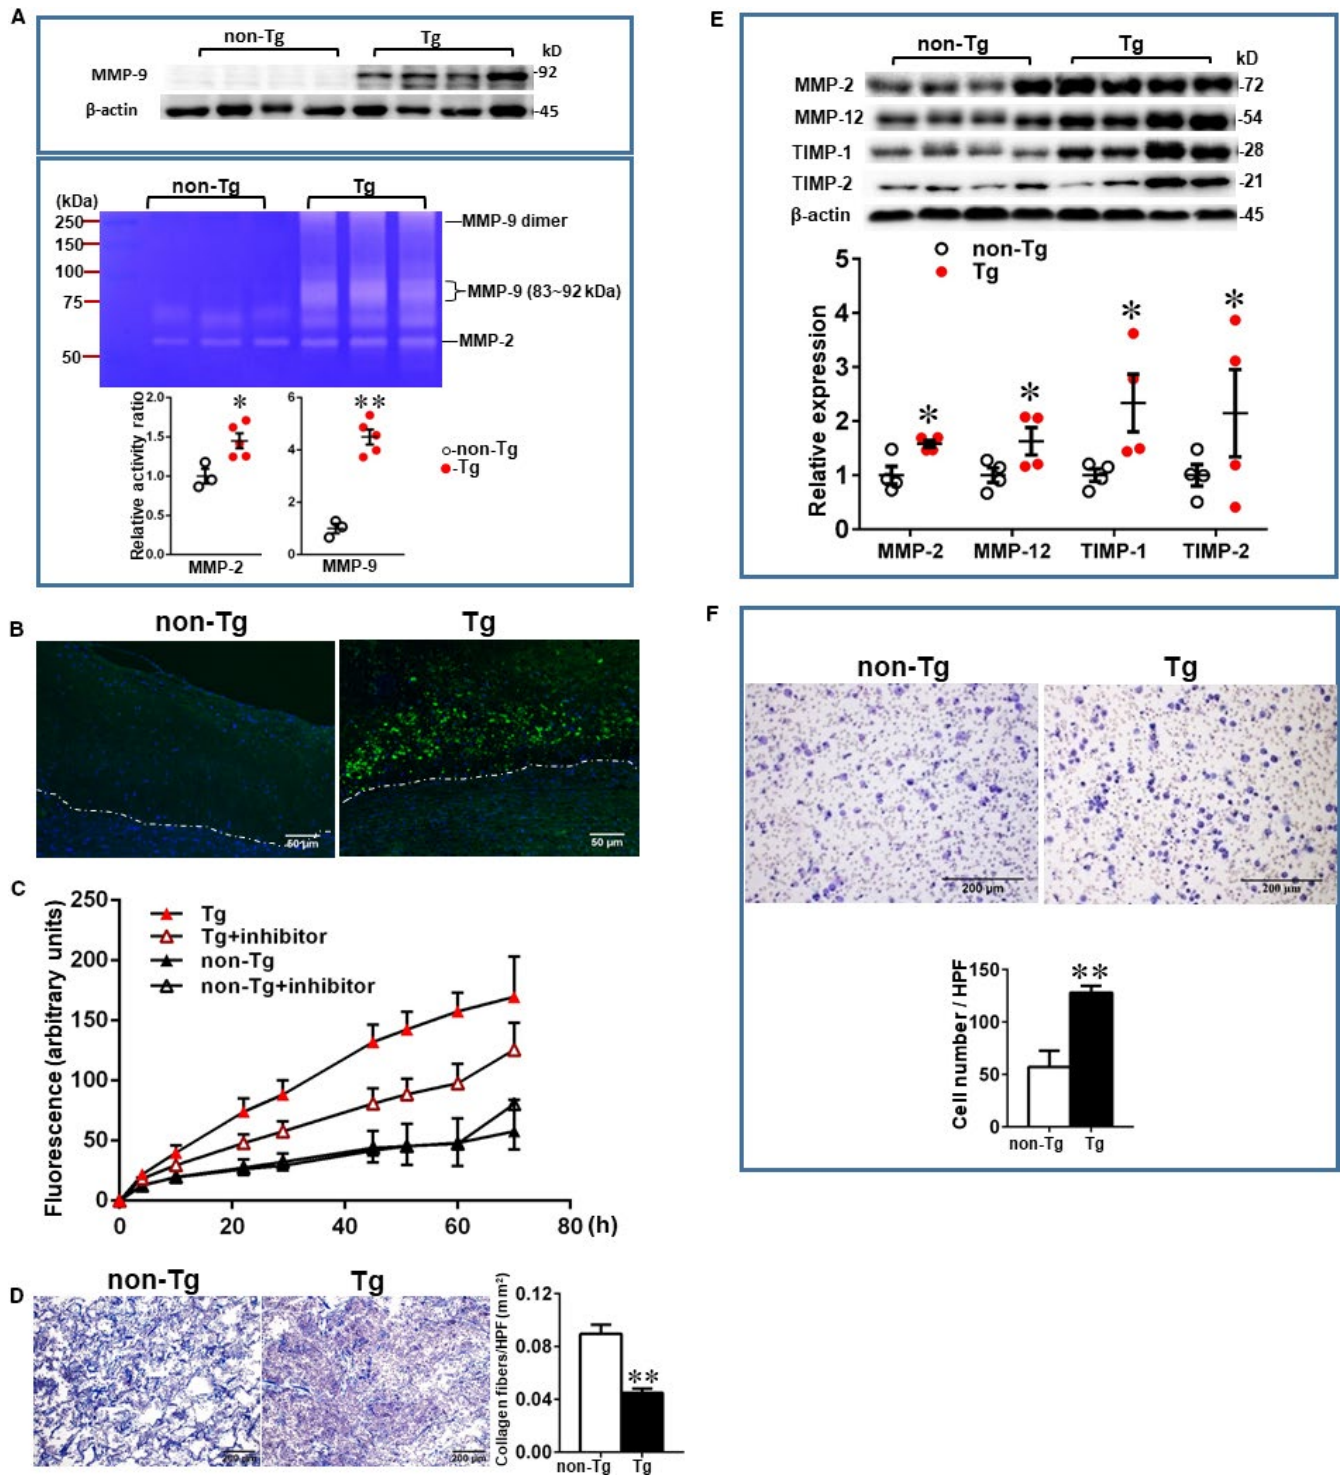 A
non-Tg Tg kD
MMP-9 -92
β-actin -45
non-Tg Tg
(kDa)
250 MMP-9 dimer
150
100
MMP-9 (83~92 kDa)
75
MMP-2
50
Relative activity ratio
2.0
1.5
1.0
0.5
0.0
*
MMP-2
6
4
2
0
**
MMP-9
-non-Tg
-Tg
B
non-Tg Tg
50 μm 50 μm
C
Fluorescence (arbitrary units)
250
200
150
100
50
0
Tg
Tg+inhibitor
non-Tg
non-Tg+inhibitor
0 20 40 60 80 (h)
D
non-Tg Tg
200 μm 200 μm
Collagen fibers/HPF (mm²)
0.12
0.08
0.04
0.00
**
non-Tg Tg
E
non-Tg Tg
kD
MMP-2 -72
MMP-12 -54
TIMP-1 -28
TIMP-2 -21
β-actin -45
non-Tg
Tg
Relative expression
5
4
3
2
1
0
* * * *
MMP-2 MMP-12 TIMP-1 TIMP-2
F
non-Tg Tg
200 μm 200 μm
Cell number / HPF
150
100
50
0
**
non-Tg Tg